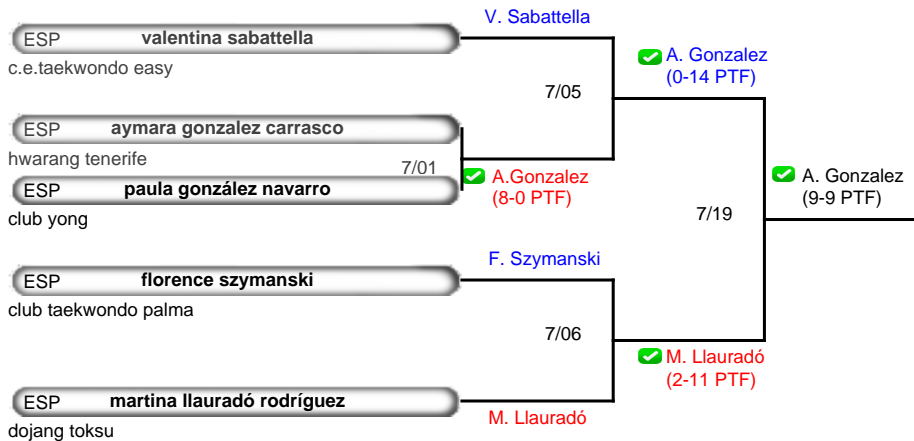 V. Sabattella
ESP valentina sabattella
c.e.taekwondo easy
A. Gonzalez
(0-14 PTF)
7/05
ESP aymara gonzalez carrasco
hwarang tenerife
7/01
A.Gonzalez
(8-0 PTF)
ESP paula gonzález navarro
club yong
A. Gonzalez
(9-9 PTF)
7/19
F. Szymanski
ESP florence szymanski
club taekwondo palma
7/06
M. Llauradó
(2-11 PTF)
ESP martina llauradó rodríguez
M. Llauradó
dojang toksu